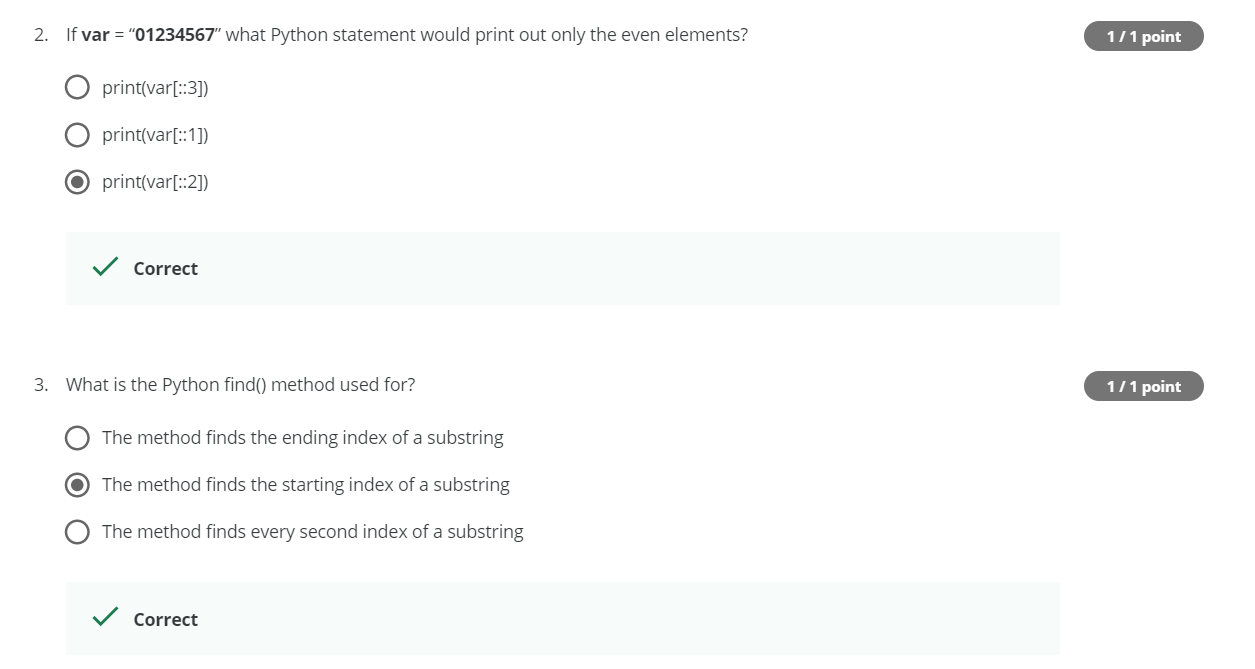 2. If var = “01234567” what Python statement would print out only the even elements?
1 / 1 point
print(var[::3])
print(var[::1])
print(var[::2])
Correct
3. What is the Python find() method used for?
1 / 1 point
The method finds the ending index of a substring
The method finds the starting index of a substring
The method finds every second index of a substring
Correct